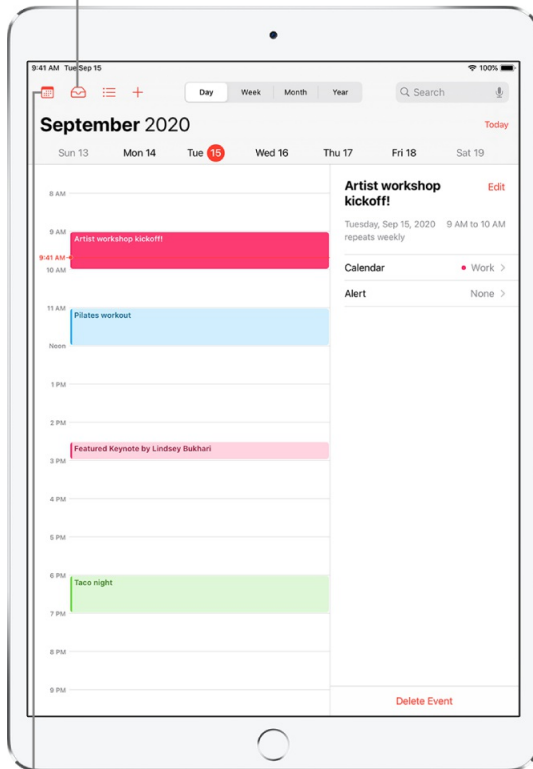 9:41 AM Tue Sep 15
100%
Day Week Month Year
Search
September 2020
Today
Sun 13 Mon 14 Tue 15 Wed 16 Thu 17 Fri 18 Sat 19
8 AM
9 AM
Artist workshop kickoff!
9:41 AM
10 AM
11 AM
Pilates workout
Noon
1 PM
2 PM
Featured Keynote by Lindsey Bukhari
3 PM
4 PM
5 PM
6 PM
Taco night
7 PM
8 PM
9 PM
Artist workshop
kickoff!
Edit
Tuesday, Sep 15, 2020 9 AM to 10 AM
repeats weekly
Calendar Work
Alert None
Delete Event